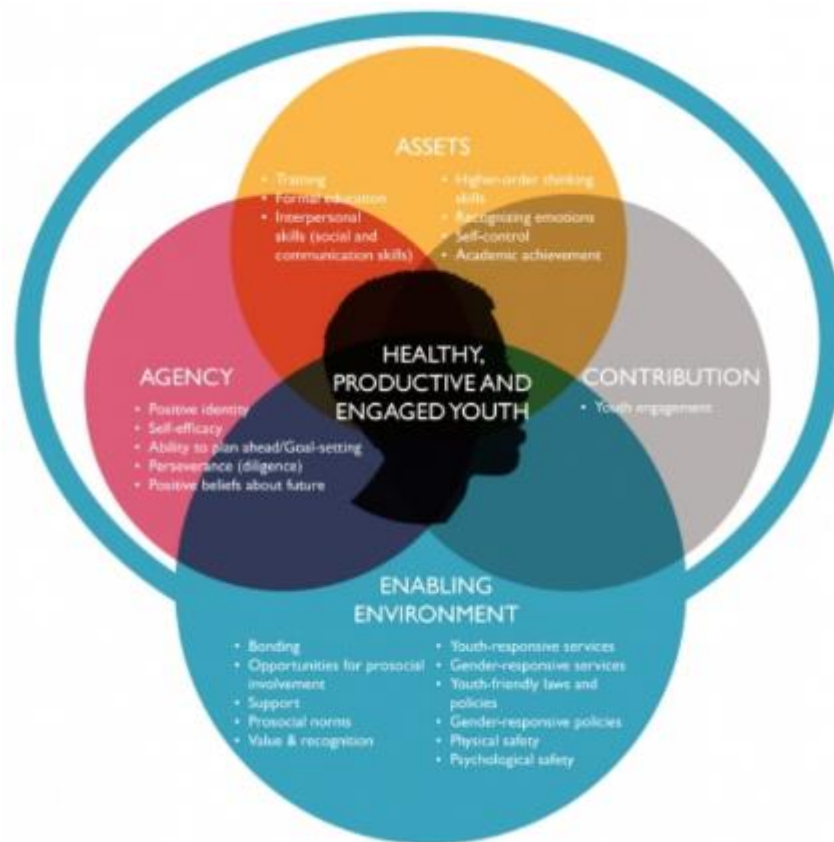 ASSETS
• Training
• Formal education
• Interpersonal
skills (social and
communication skills)
• Higher-order thinking
skills
• Recognizing emotions
• Self-control
• Academic achievement
AGENCY
• Positive identity
• Self-efficacy
• Ability to plan ahead/Goal-setting
• Perseverance (diligence)
• Positive beliefs about future
HEALTHY,
PRODUCTIVE AND
ENGAGED YOUTH
CONTRIBUTION
• Youth engagement
ENABLING
ENVIRONMENT
• Bonding
• Opportunities for prosocial
involvement
• Support
• Prosocial norms
• Value & recognition
• Youth-responsive services
• Gender-responsive services
• Youth-friendly laws and
policies
• Gender-responsive policies
• Physical safety
• Psychological safety